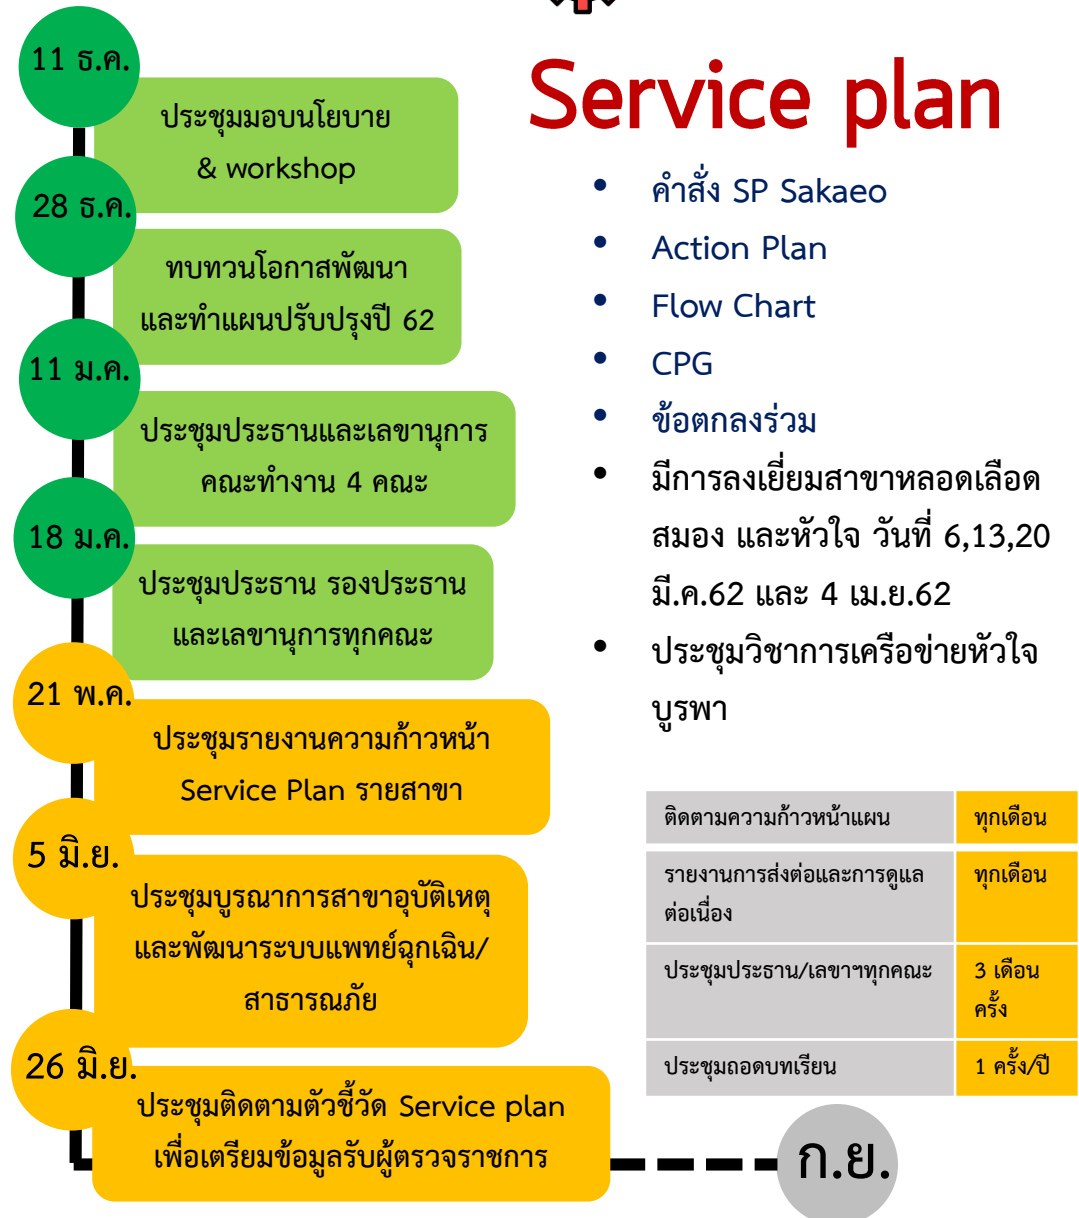 11 ธ.ค.
ประชุมมอบนโยบาย
& workshop
28 ธ.ค.
ทบทวนโอกาสพัฒนา
และทำแผนปรับปรุงปี 62
11 ม.ค.
ประชุมประธานและเลขานุการ
คณะทำงาน 4 คณะ
18 ม.ค.
ประชุมประธาน รองประธาน
และเลขานุการทุกคณะ
21 พ.ค.
ประชุมรายงานความก้าวหน้า
Service Plan รายสาขา
5 มิ.ย.
ประชุมบูรณาการสาขาอุบัติเหตุ
และพัฒนาระบบแพทย์ฉุกเฉิน/
สาธารณภัย
26 มิ.ย.
ประชุมติดตามตัวชี้วัด Service plan
เพื่อเตรียมข้อมูลรับผู้ตรวจราชการ
ก.ย.
Service plan
• คำสั่ง SP Sakaeo
• Action Plan
• Flow Chart
• CPG
• ข้อตกลงร่วม
• มีการลงเยี่ยมสาขาหลอดเลือด
สมอง และหัวใจ วันที่ 6,13,20
มี.ค.62 และ 4 เม.ย.62
• ประชุมวิชาการเครือข่ายหัวใจ
บูรพา
ติดตามความก้าวหน้าแผน ทุกเดือน
รายงานการส่งต่อและการดูแล ทุกเดือน
ต่อเนื่อง
ประชุมประธาน/เลขาฯทุกคณะ 3 เดือน
ครั้ง
ประชุมถอดบทเรียน 1 ครั้ง/ปี